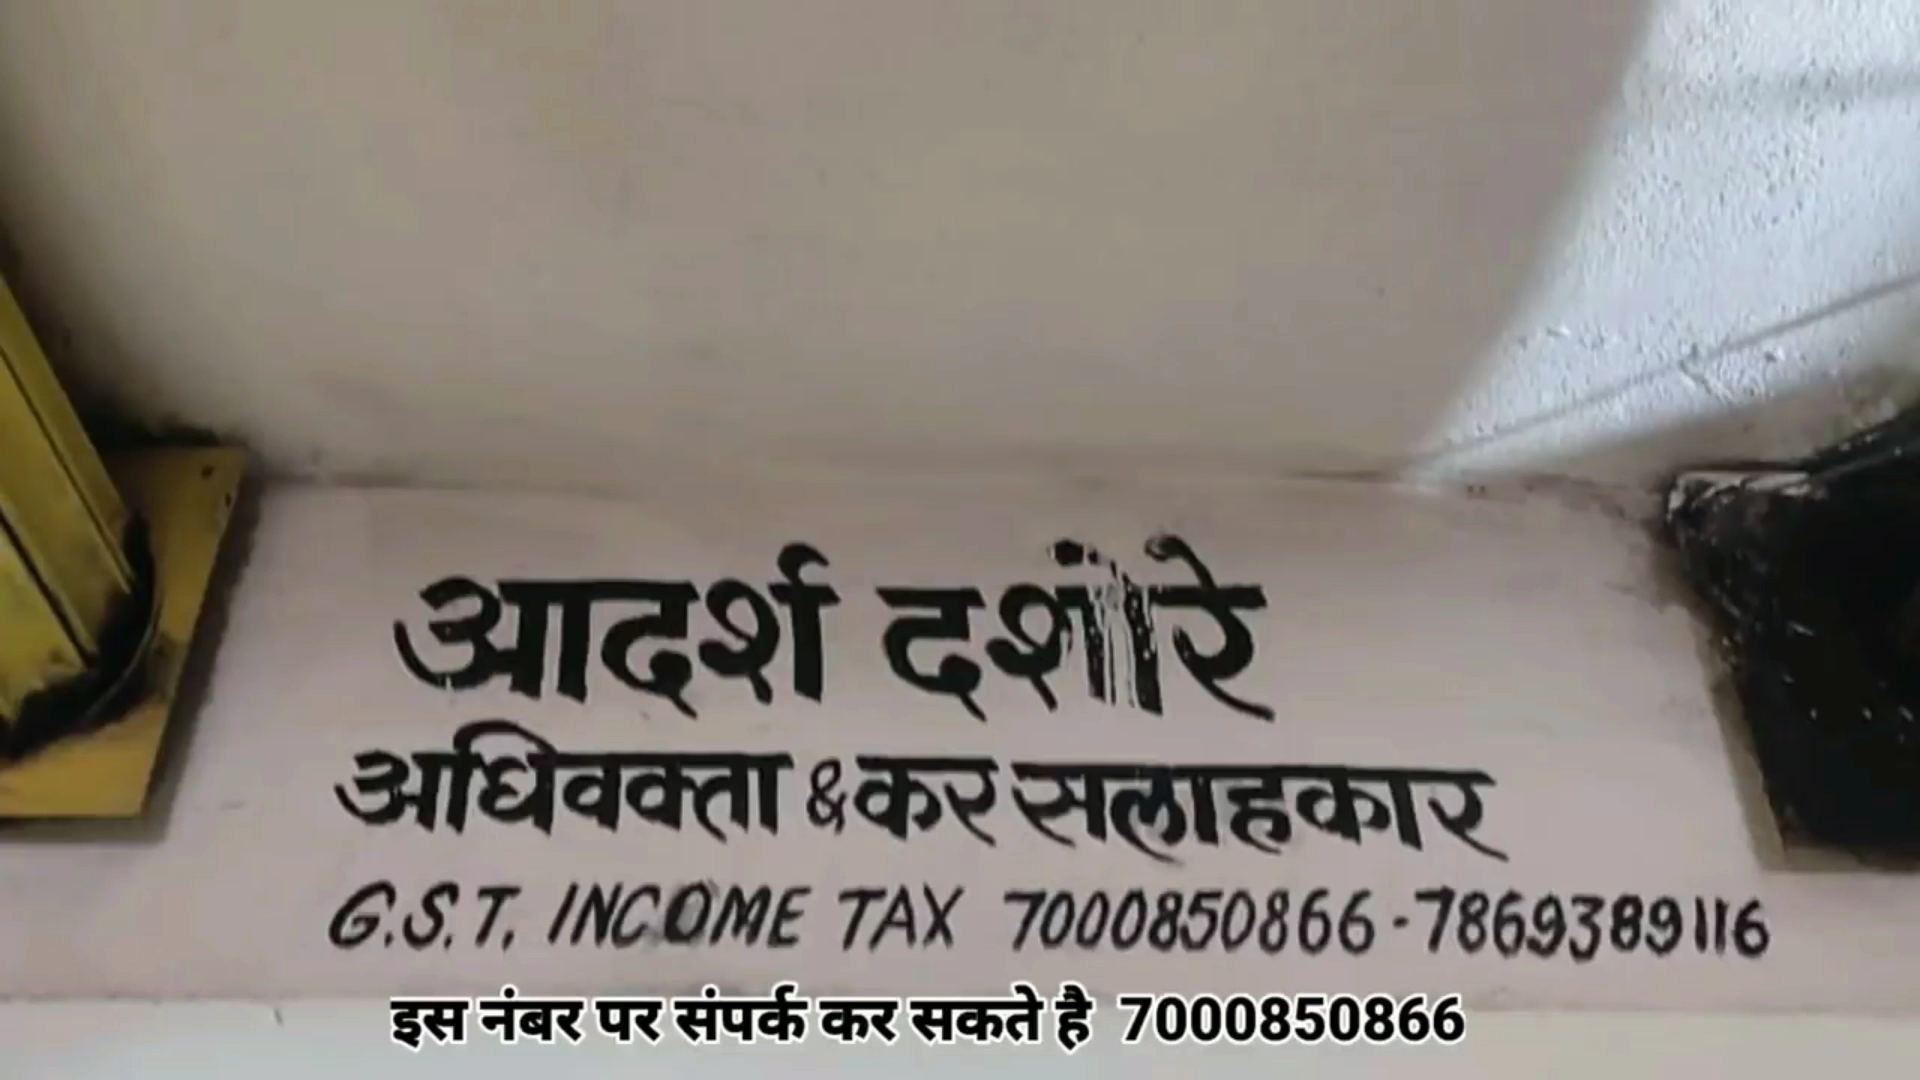 आदर्श दशोरे
अधिवक्ता & कर सलाहकार
G.S.T. INCOME TAX 7000850866-7869389116
इस नंबर पर संपर्क कर सकते है 7000850866